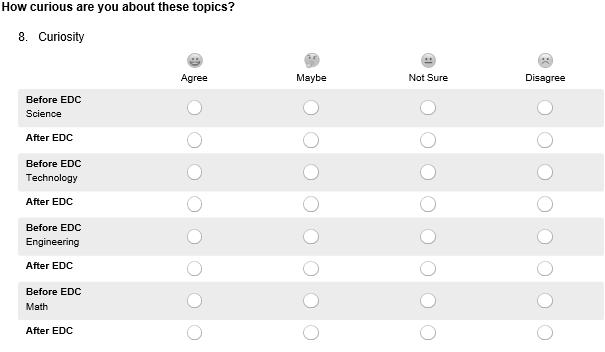 How curious are you about these topics?
8. Curiosity
Agree Maybe Not Sure Disagree
Before EDC
Science
After EDC
Before EDC
Technology
After EDC
Before EDC
Engineering
After EDC
Before EDC
Math
After EDC